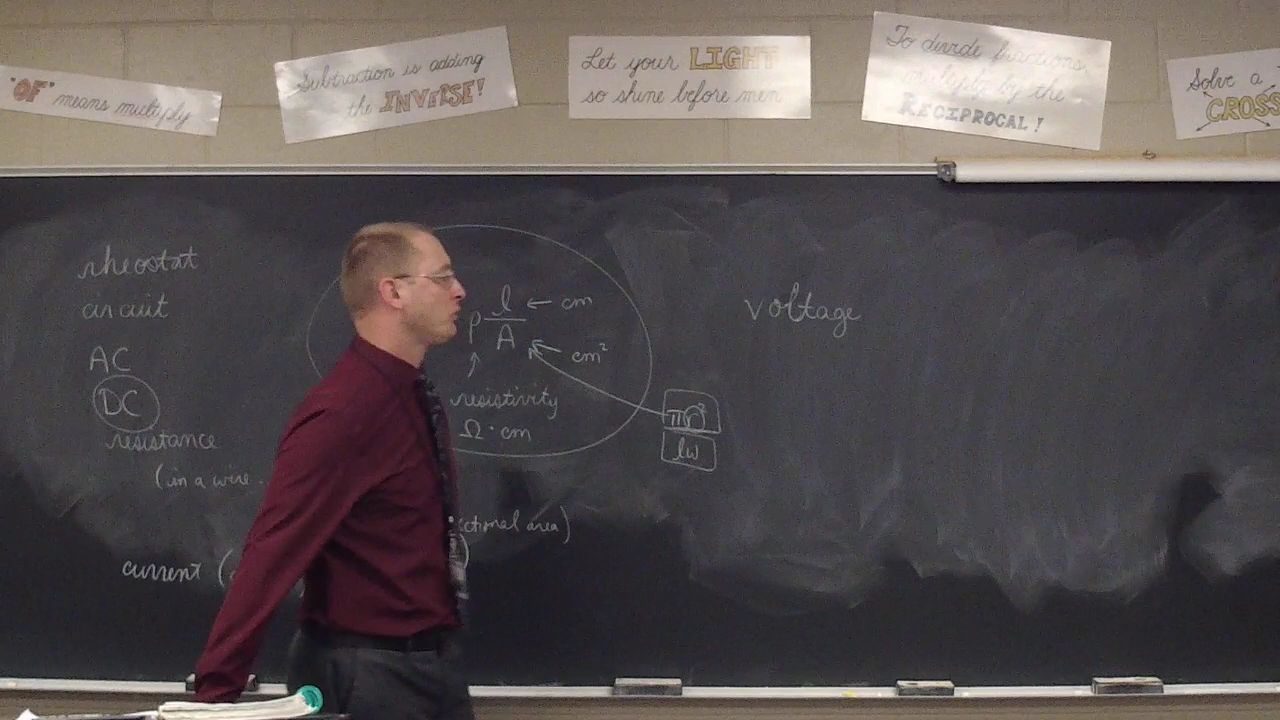 "OF" means multiply
Subtraction is adding
the INVERSE!
Let your LIGHT
so shine before men
To divide fractions
multiply by the
RECIPROCAL!
Solve a
CROSS
rheostat
circuit
AC
DC
resistance
(in a wire.
ctional area)
current (
ρ l/A
← cm
cm²
resistivity
Ω · cm
πr²
lw
voltage